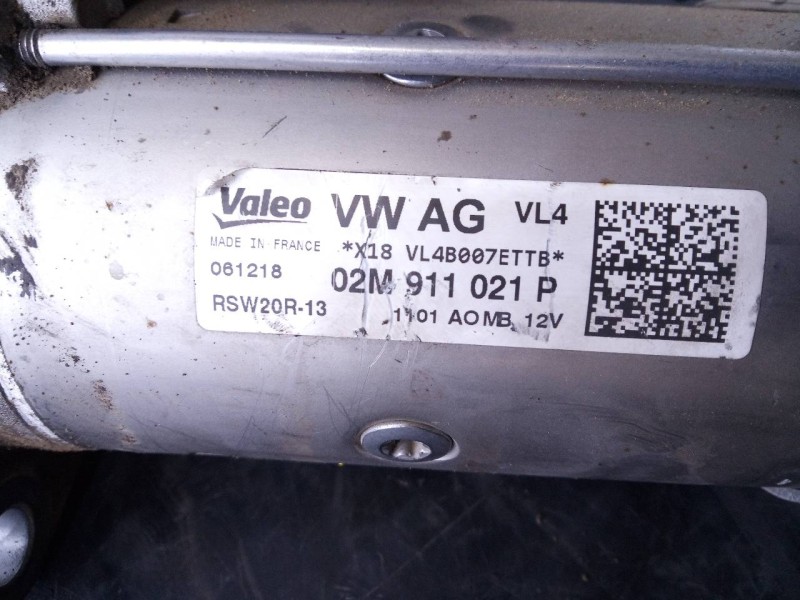 Valeo VW AG VL4
MADE IN FRANCE *X18 VL4B007ETTB*
061218 02M 911 021 P
RSW20R-13 1101 AOMB 12V